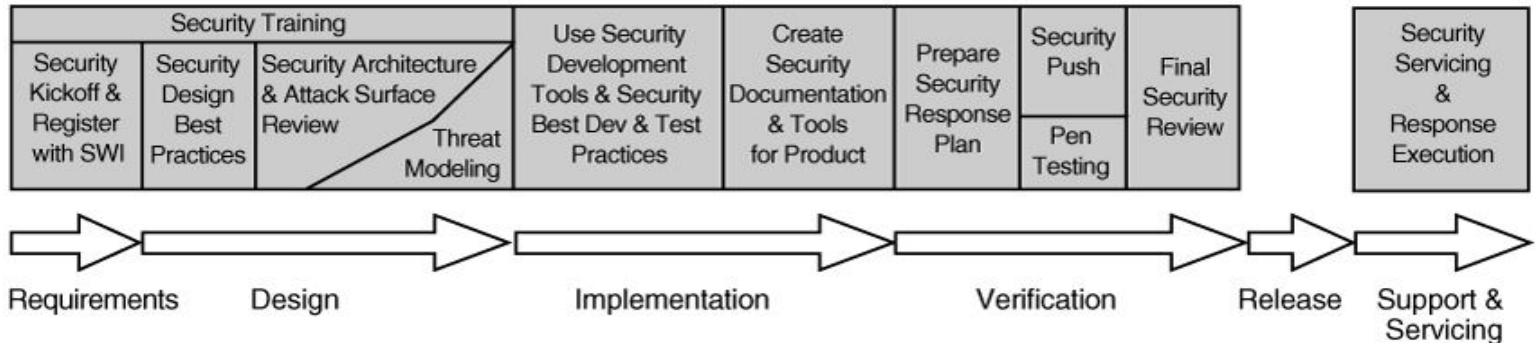 Security Training
Security
Kickoff &
Register
with SWI
Security
Design
Best
Practices
Security Architecture
& Attack Surface
Review
Threat
Modeling
Use Security
Development
Tools & Security
Best Dev & Test
Practices
Create
Security
Documentation
& Tools
for Product
Prepare
Security
Response
Plan
Security
Push
Pen
Testing
Final
Security
Review
Security
Servicing
&
Response
Execution
Requirements
Design
Implementation
Verification
Release
Support &
Servicing